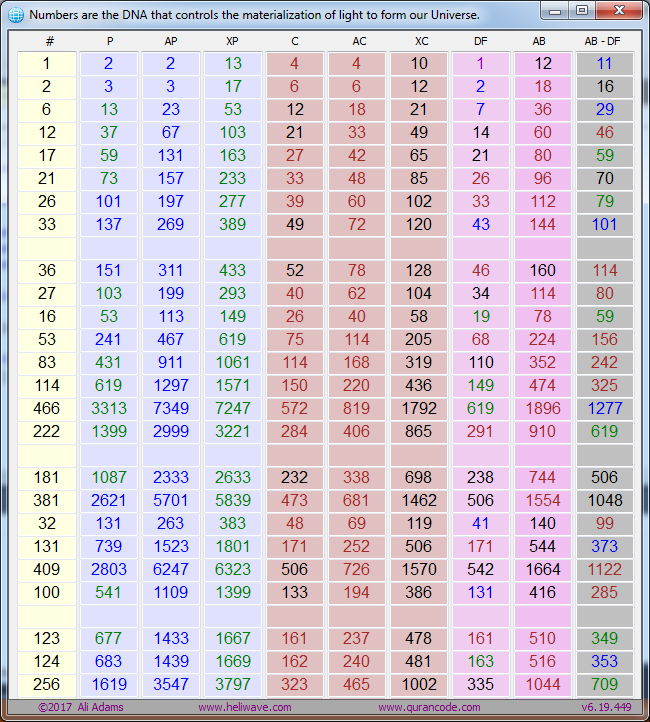 Numbers are the DNA that controls the materialization of light to form our Universe.
# P AP XP C AC XC DF AB AB - DF
1 2 2 13 4 4 10 1 12 11
2 3 3 17 6 6 12 2 18 16
6 13 23 53 12 18 21 7 36 29
12 37 67 103 21 33 49 14 60 46
17 59 131 163 27 42 65 21 80 59
21 73 157 233 33 48 85 26 96 70
26 101 197 277 39 60 102 33 112 79
33 137 269 389 49 72 120 43 144 101
36 151 311 433 52 78 128 46 160 114
27 103 199 293 40 62 104 34 114 80
16 53 113 149 26 40 58 19 78 59
53 241 467 619 75 114 205 68 224 156
83 431 911 1061 114 168 319 110 352 242
114 619 1297 1571 150 220 436 149 474 325
466 3313 7349 7247 572 819 1792 619 1896 1277
222 1399 2999 3221 284 406 865 291 910 619
181 1087 2333 2633 232 338 698 238 744 506
381 2621 5701 5839 473 681 1462 506 1554 1048
32 131 263 383 48 69 119 41 140 99
131 739 1523 1801 171 252 506 171 544 373
409 2803 6247 6323 506 726 1570 542 1664 1122
100 541 1109 1399 133 194 386 131 416 285
123 677 1433 1667 161 237 478 161 510 349
124 683 1439 1669 162 240 481 163 516 353
256 1619 3547 3797 323 465 1002 335 1044 709
©2017 Ali Adams www.heliwave.com www.qurancode.com v6.19.449